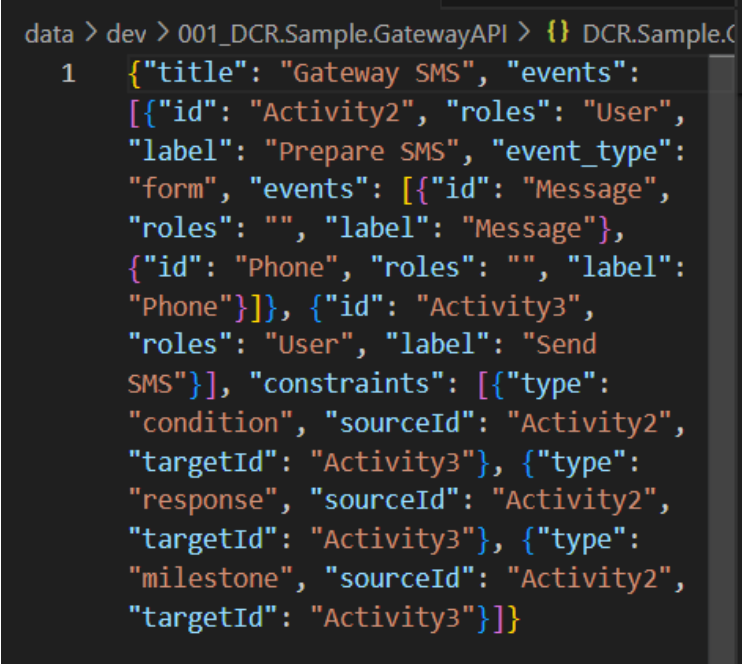 data > dev > 001_DCR.Sample.GatewayAPI > {} DCR.Sample.
1 {"title": "Gateway SMS", "events":
[{"id": "Activity2", "roles": "User",
"label": "Prepare SMS", "event_type":
"form", "events": [{"id": "Message",
"roles": "", "label": "Message"},
{"id": "Phone", "roles": "", "label":
"Phone"}]}, {"id": "Activity3",
"roles": "User", "label": "Send
SMS"}], "constraints": [{"type":
"condition", "sourceId": "Activity2",
"targetId": "Activity3"}, {"type":
"response", "sourceId": "Activity2",
"targetId": "Activity3"}, {"type":
"milestone", "sourceId": "Activity2",
"targetId": "Activity3"}]}